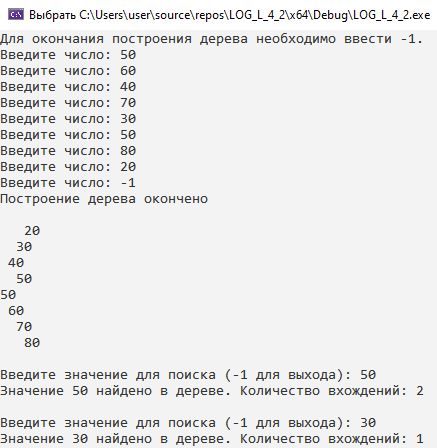 Выбрать C:\Users\user\source\repos\LOG_L_4_2\x64\Debug\LOG_L_4_2.exe
Для окончания построения дерева необходимо ввести -1.
Введите число: 50
Введите число: 60
Введите число: 40
Введите число: 70
Введите число: 30
Введите число: 50
Введите число: 80
Введите число: 20
Введите число: -1
Построение дерева окончено

   20
  30
 40
  50
50
 60
  70
   80

Введите значение для поиска (-1 для выхода): 50
Значение 50 найдено в дереве. Количество вхождений: 2

Введите значение для поиска (-1 для выхода): 30
Значение 30 найдено в дереве. Количество вхождений: 1